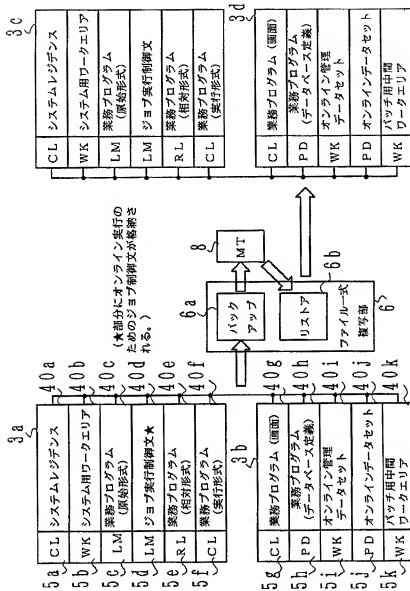 3a
5a CL システムレジデンス 40a
5b WK システム用ワークエリア 40b
5c LM 業務プログラム
(原始形式) 40c
5d LM ジョブ実行制御文★ 40d
5e RL 業務プログラム
(相対形式) 40e
5f CL 業務プログラム
(実行形式) 40f
3b
5g CL 業務プログラム(画面) 40g
5h PD 業務プログラム
(データベース定義) 40h
5i WK オンライン管理
データセット 40i
5j PD オンラインデータセット 40j
5k WK バッチ用中間
ワークエリア 40k
(★部分にオンライン実行の
ためのジョブ制御文が格納さ
れる。)
6a
バック
アップ
8
MT
6b
リストア
ファイル一式
複写部
6
3c
CL システムレジデンス
WK システム用ワークエリア
LM 業務プログラム
(原始形式)
LM ジョブ実行制御文
RL 業務プログラム
(相対形式)
CL 業務プログラム
(実行形式)
3d
CL 業務プログラム(画面)
PD 業務プログラム
(データベース定義)
WK オンライン管理
データセット
PD オンラインデータセット
WK バッチ用中間
ワークエリア